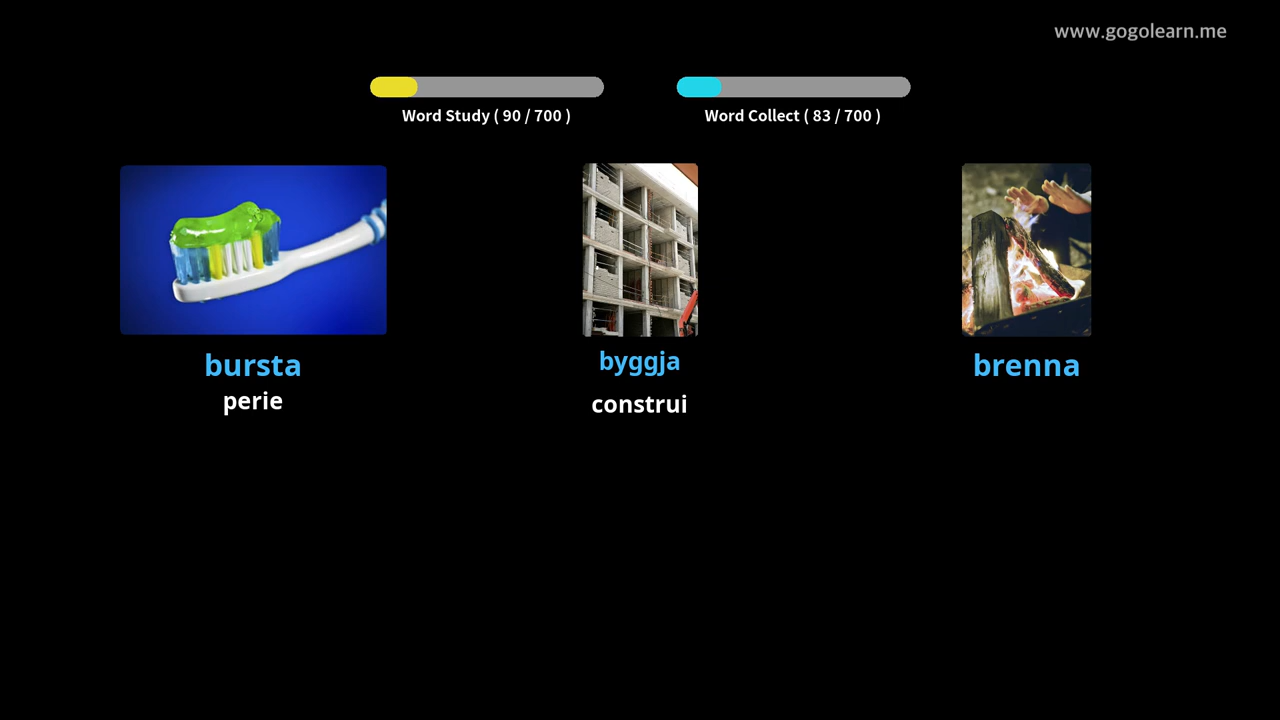 www.gogolearn.me
Word Study ( 90 / 700 )
Word Collect ( 83 / 700 )
bursta
perie
byggja
construi
brenna